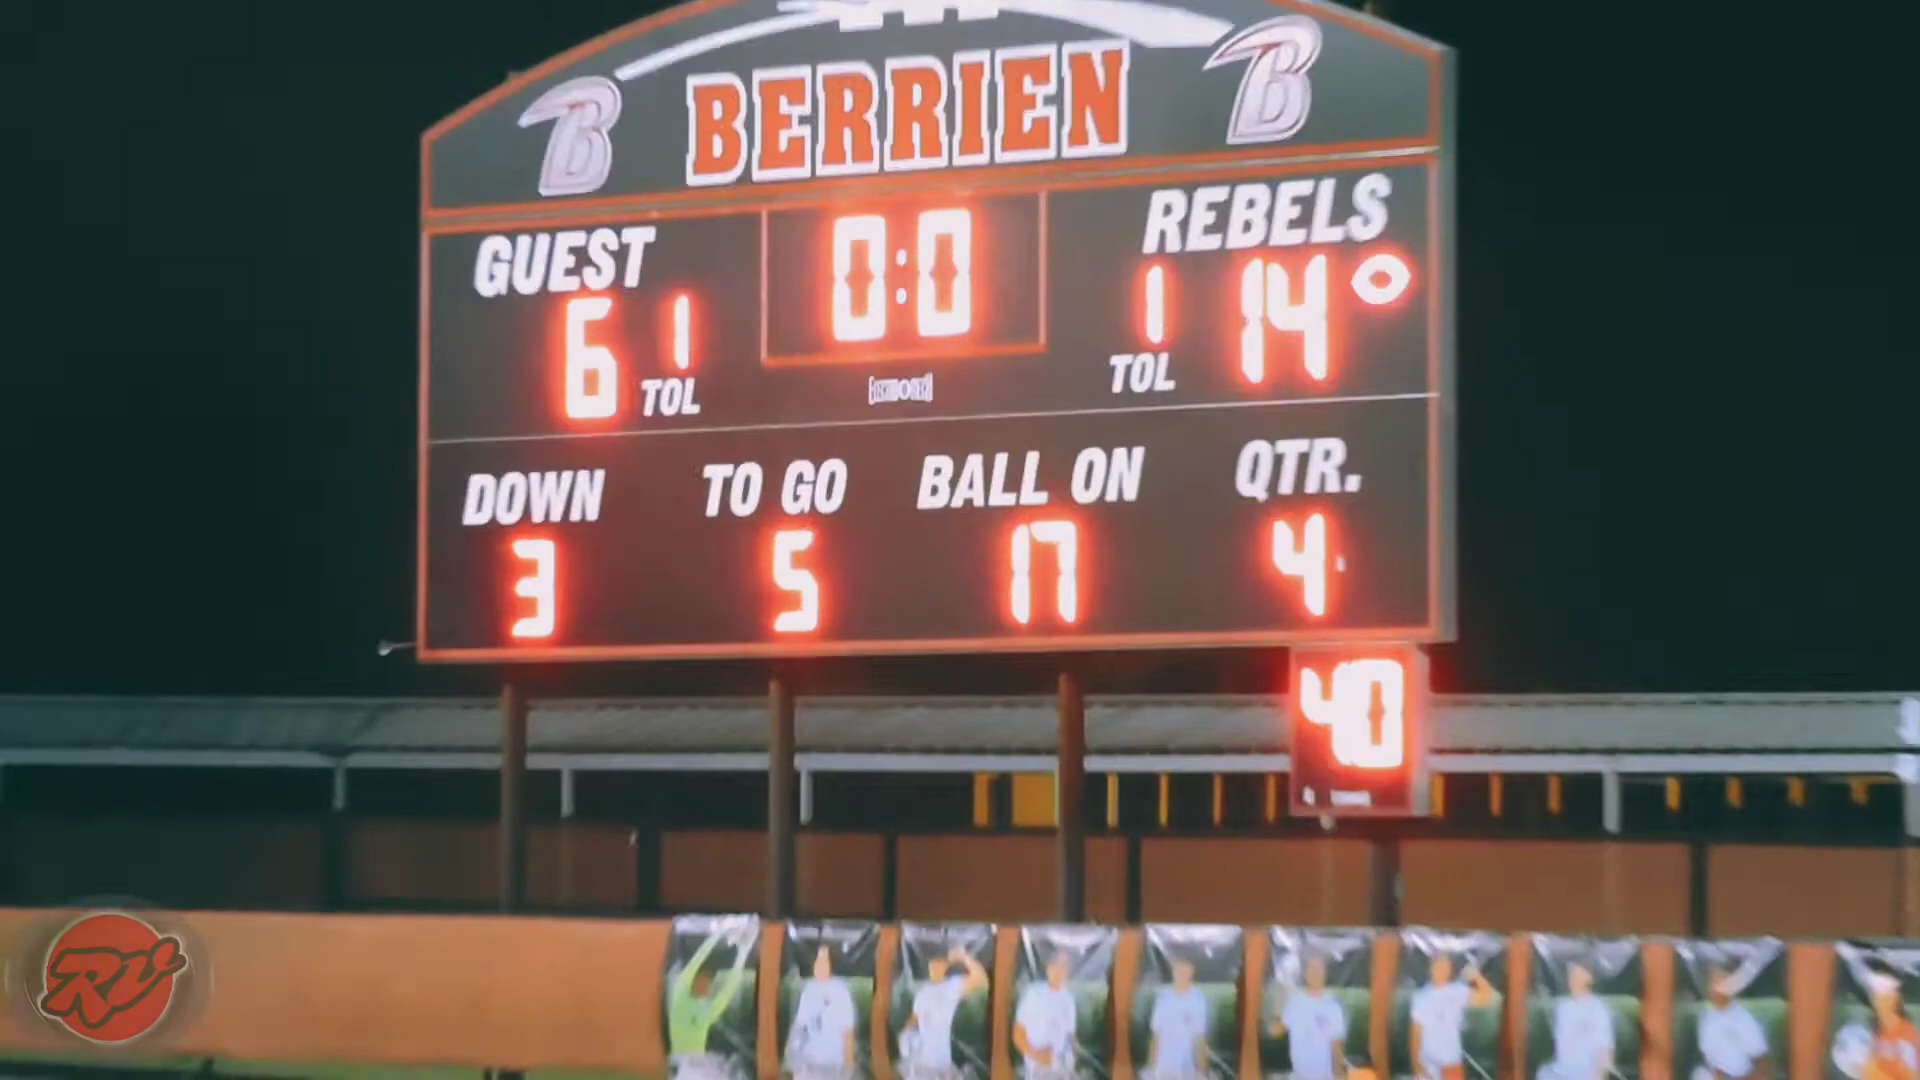 B BERRIEN B
GUEST 0:0 REBELS
6 1 1 14
TOL TOL
DOWN TO GO BALL ON QTR.
3 5 17 4
40
RV